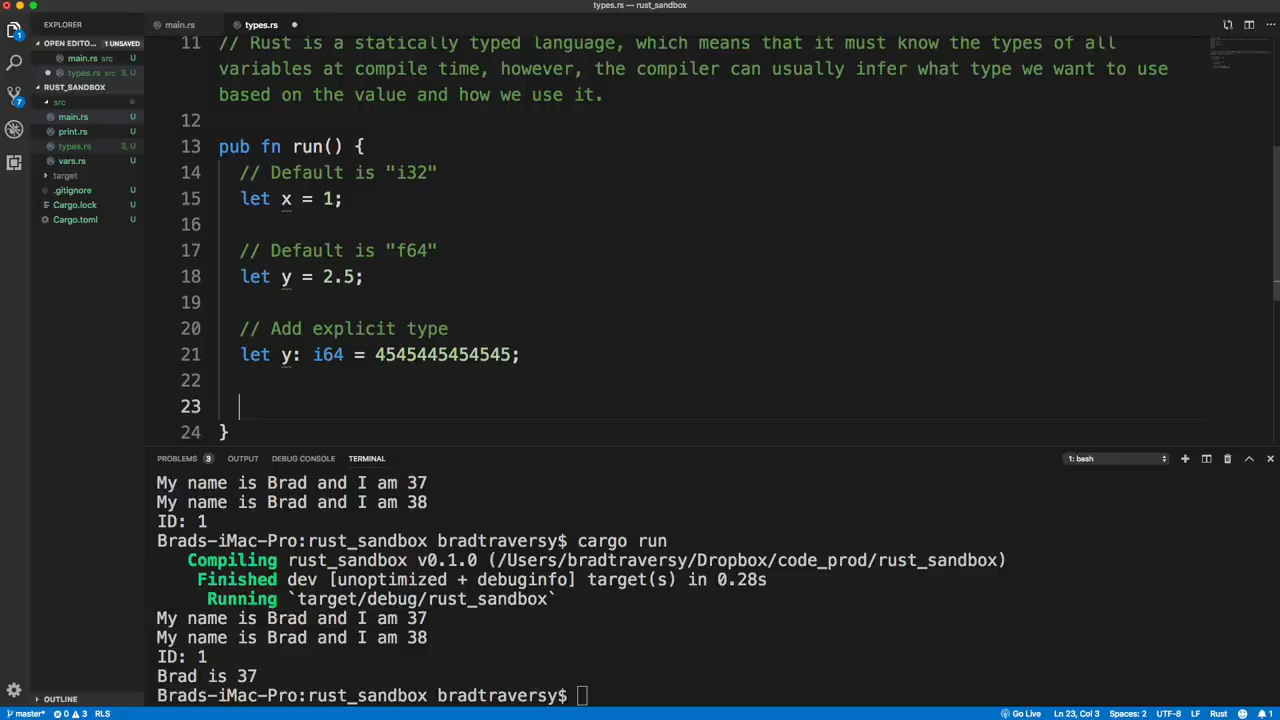 types.rs — rust_sandbox
EXPLORER
main.rs
types.rs
OPEN EDITO... 1 UNSAVED
main.rs src U
types.rs src 3, U
RUST_SANDBOX
src
main.rs U
print.rs U
types.rs 3, U
vars.rs U
target
.gitignore U
Cargo.lock U
Cargo.toml U
OUTLINE
1
7
11 // Rust is a statically typed language, which means that it must know the types of all
variables at compile time, however, the compiler can usually infer what type we want to use
based on the value and how we use it.
12
13 pub fn run() {
14 // Default is "i32"
15 let x = 1;
16
17 // Default is "f64"
18 let y = 2.5;
19
20 // Add explicit type
21 let y: i64 = 4545445454545;
22
23
24 }
PROBLEMS 3 OUTPUT DEBUG CONSOLE TERMINAL 1: bash
My name is Brad and I am 37
My name is Brad and I am 38
ID: 1
Brads-iMac-Pro:rust_sandbox bradtraversy$ cargo run
Compiling rust_sandbox v0.1.0 (/Users/bradtraversy/Dropbox/code_prod/rust_sandbox)
Finished dev [unoptimized + debuginfo] target(s) in 0.28s
Running `target/debug/rust_sandbox`
My name is Brad and I am 37
My name is Brad and I am 38
ID: 1
Brad is 37
Brads-iMac-Pro:rust_sandbox bradtraversy$
master* 0 3 RLS Go Live Ln 23, Col 3 Spaces: 2 UTF-8 LF Rust 1